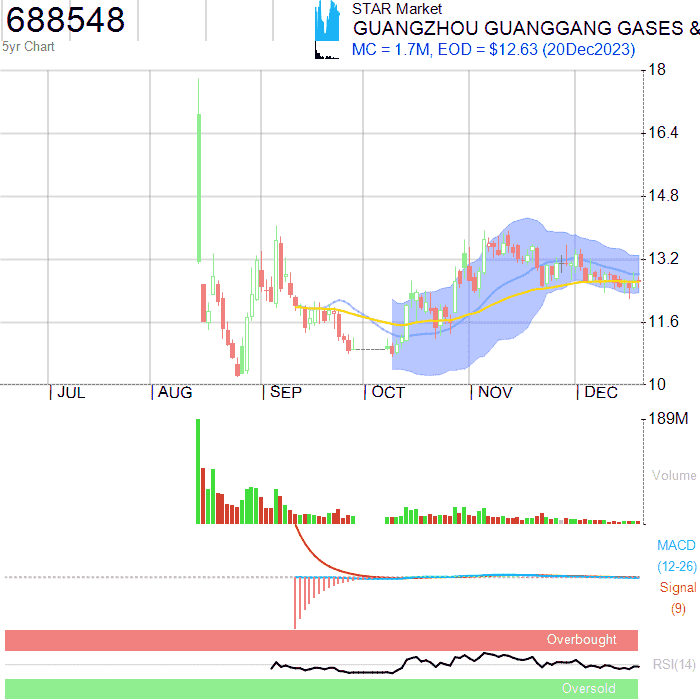 688548
STAR Market
GUANGZHOU GUANGGANG GASES &
5yr Chart
MC = 1.7M, EOD = $12.63 (20Dec2023)
18
16.4
14.8
13.2
11.6
10
JUL AUG SEP OCT NOV DEC
189M
Volume
MACD
(12-26)
Signal
(9)
Overbought
RSI(14)
Oversold